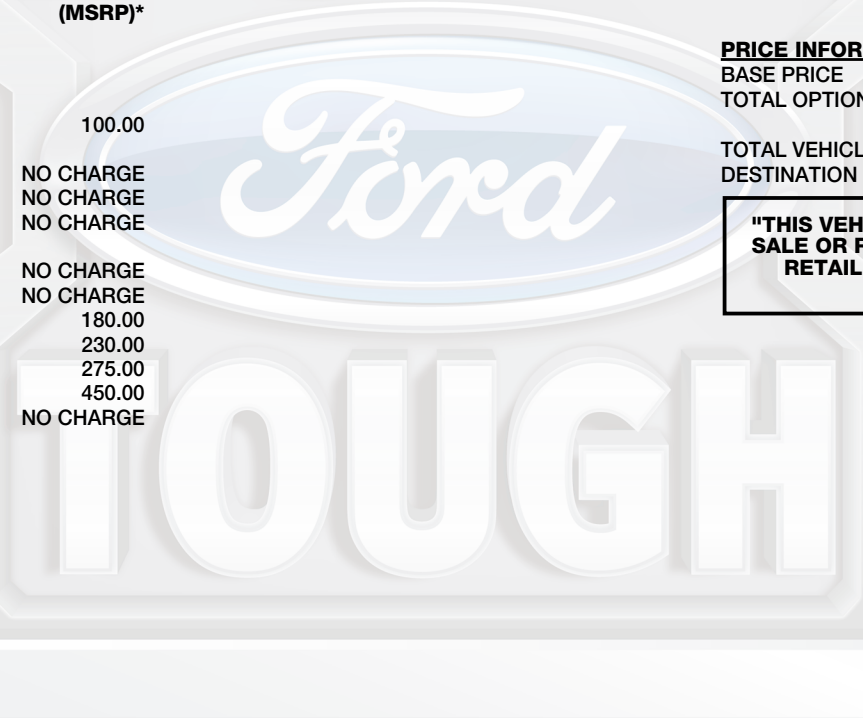 (MSRP)*
100.00
NO CHARGE
NO CHARGE
NO CHARGE
NO CHARGE
NO CHARGE
180.00
230.00
275.00
450.00
NO CHARGE
PRICE INFOR
BASE PRICE
TOTAL OPTION
TOTAL VEHICL
DESTINATION
"THIS VEH
SALE OR F
RETAIL
Ford
TOUGH